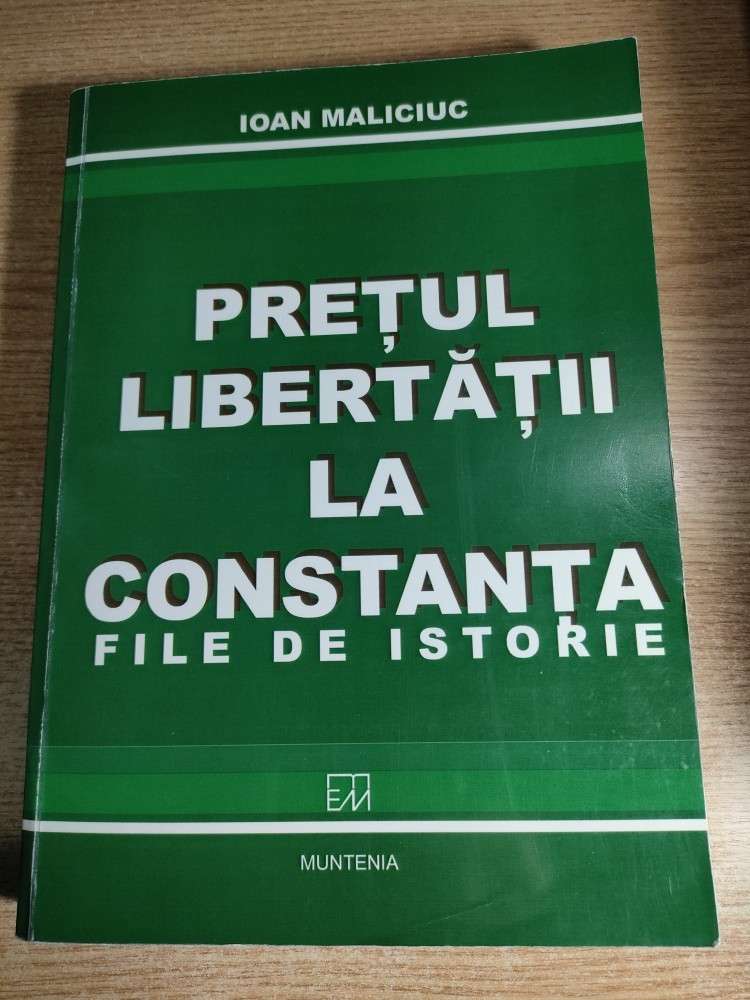 IOAN MALICIUC
PREȚUL
LIBERTĂȚII
LA
CONSTANȚA
FILE DE ISTORIE
EM
MUNTENIA